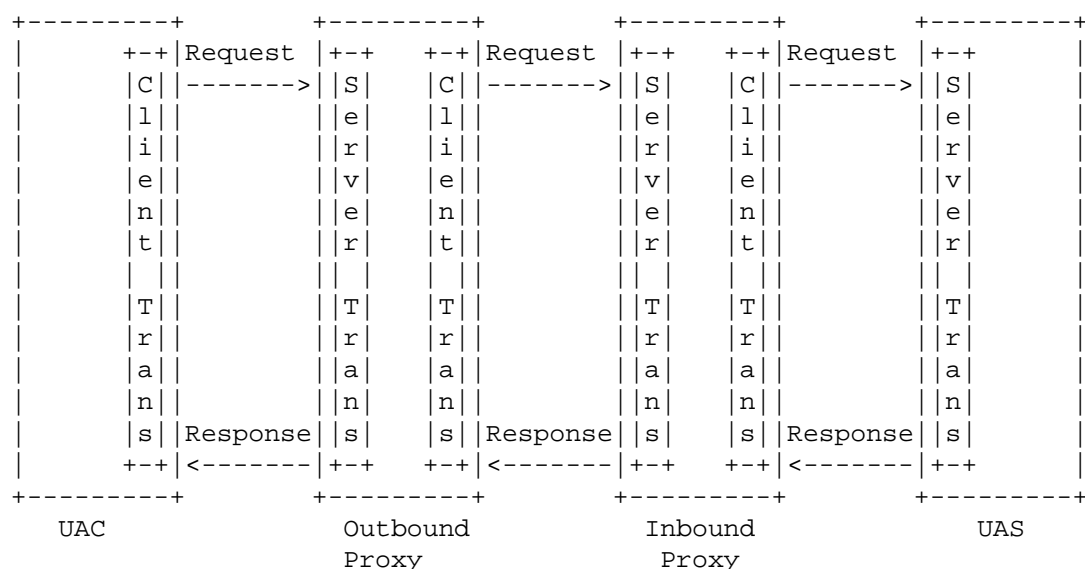 +---------+             +---------+             +---------+             +---------+
|       +-+|Request  |+-+     +-+|Request  |+-+     +-+|Request  |+-+         |
|       |C||------->||S|     |C||------->||S|     |C||------->||S|         |
|       |l||         ||e|     |l||         ||e|     |l||         ||e|         |
|       |i||         ||r|     |i||         ||r|     |i||         ||r|         |
|       |e||         ||v|     |e||         ||v|     |e||         ||v|         |
|       |n||         ||e|     |n||         ||e|     |n||         ||e|         |
|       |t||         ||r|     |t||         ||r|     |t||         ||r|         |
|       | ||         || |     | ||         || |     | ||         || |         |
|       |T||         ||T|     |T||         ||T|     |T||         ||T|         |
|       |r||         ||r|     |r||         ||r|     |r||         ||r|         |
|       |a||         ||a|     |a||         ||a|     |a||         ||a|         |
|       |n||         ||n|     |n||         ||n|     |n||         ||n|         |
|       |s||Response||s|     |s||Response||s|     |s||Response||s|         |
|       +-+|<-------|+-+     +-+|<-------|+-+     +-+|<-------|+-+         |
+---------+             +---------+             +---------+             +---------+
UAC                 Outbound             Inbound              UAS
Proxy                Proxy